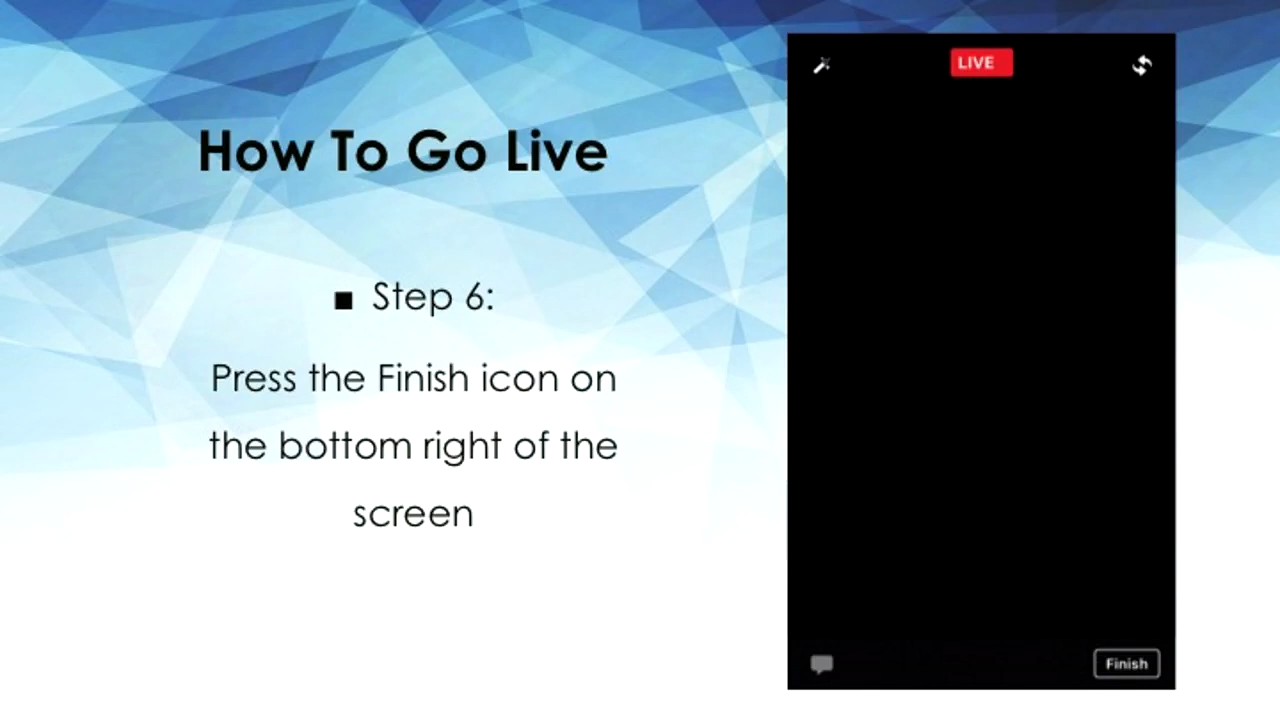 How To Go Live
■ Step 6:
Press the Finish icon on
the bottom right of the
screen
LIVE
Finish